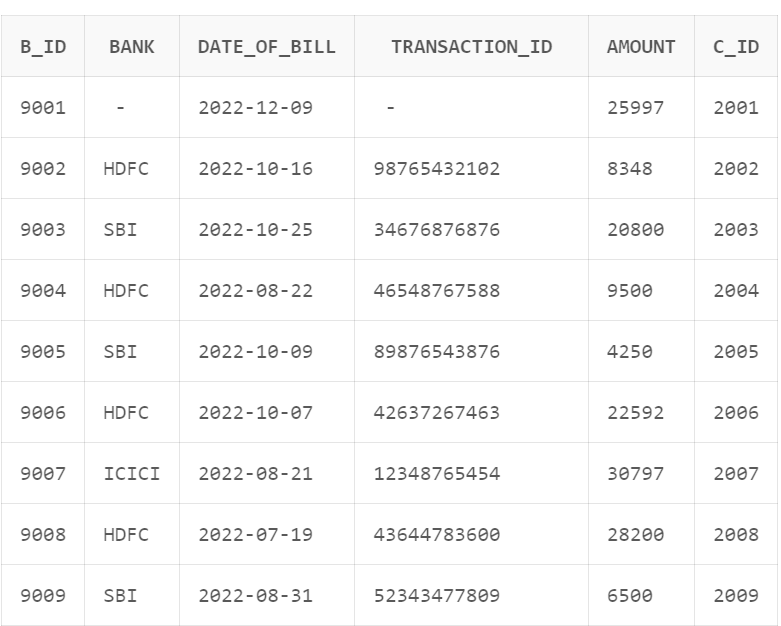 B_ID BANK DATE_OF_BILL TRANSACTION_ID AMOUNT C_ID
9001 - 2022-12-09 - 25997 2001
9002 HDFC 2022-10-16 98765432102 8348 2002
9003 SBI 2022-10-25 34676876876 20800 2003
9004 HDFC 2022-08-22 46548767588 9500 2004
9005 SBI 2022-10-09 89876543876 4250 2005
9006 HDFC 2022-10-07 42637267463 22592 2006
9007 ICICI 2022-08-21 12348765454 30797 2007
9008 HDFC 2022-07-19 43644783600 28200 2008
9009 SBI 2022-08-31 52343477809 6500 2009